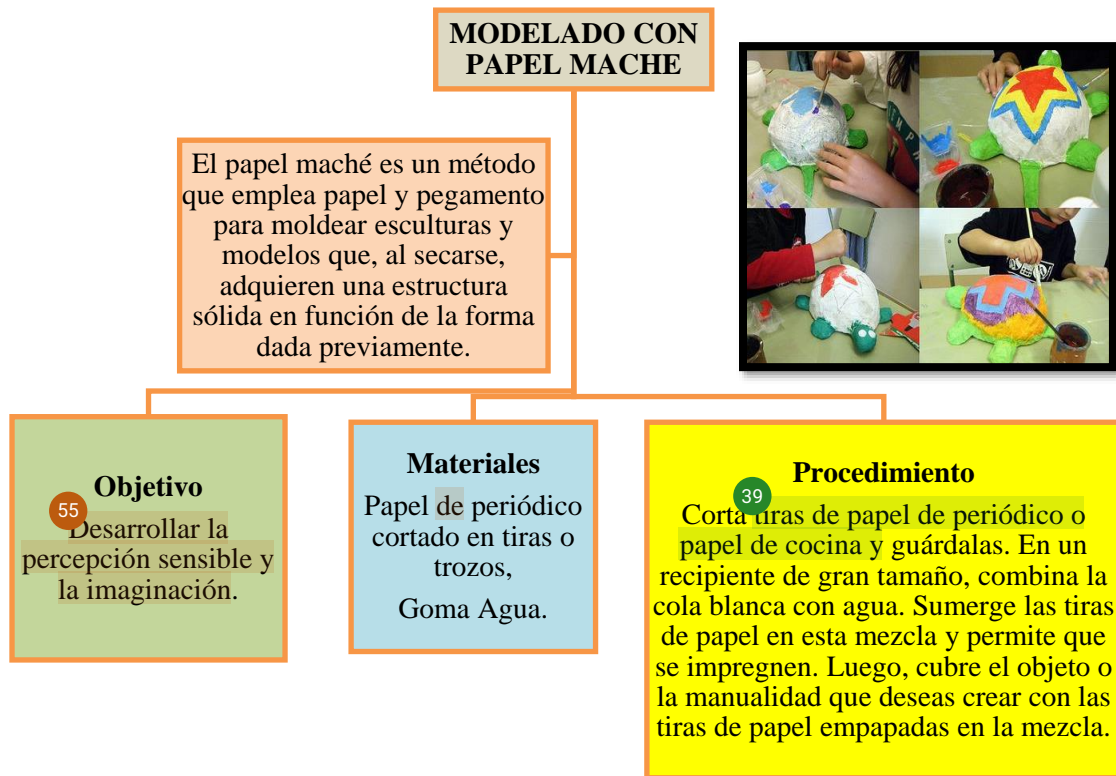 MODELADO CON
PAPEL MACHE
El papel maché es un método
que emplea papel y pegamento
para moldear esculturas y
modelos que, al secarse,
adquieren una estructura
sólida en función de la forma
dada previamente.
Objetivo
55
Desarrollar la
percepción sensible y
la imaginación.
Materiales
Papel de periódico
cortado en tiras o
trozos,
Goma Agua.
Procedimiento
39
Corta tiras de papel de periódico o
papel de cocina y guárdalas. En un
recipiente de gran tamaño, combina la
cola blanca con agua. Sumerge las tiras
de papel en esta mezcla y permite que
se impregnen. Luego, cubre el objeto o
la manualidad que deseas crear con las
tiras de papel empapadas en la mezcla.